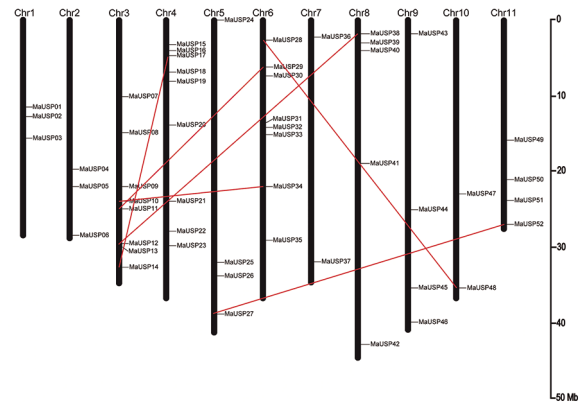 Chr1 Chr2 Chr3 Chr4 Chr5 Chr6 Chr7 Chr8 Chr9 Chr10 Chr11
MaUSP01
MaUSP02
MaUSP03
MaUSP04
MaUSP05
MaUSP06
MaUSP07
MaUSP08
MaUSP09
MaUSP10
MaUSP11
MaUSP12
MaUSP13
MaUSP14
MaUSP15
MaUSP16
MaUSP17
MaUSP18
MaUSP19
MaUSP20
MaUSP21
MaUSP22
MaUSP23
MaUSP24
MaUSP25
MaUSP26
MaUSP27
MaUSP28
MaUSP29
MaUSP30
MaUSP31
MaUSP32
MaUSP33
MaUSP34
MaUSP35
MaUSP36
MaUSP37
MaUSP38
MaUSP39
MaUSP40
MaUSP41
MaUSP42
MaUSP43
MaUSP44
MaUSP45
MaUSP46
MaUSP47
MaUSP48
MaUSP49
MaUSP50
MaUSP51
MaUSP52
0
10
20
30
40
50 Mb